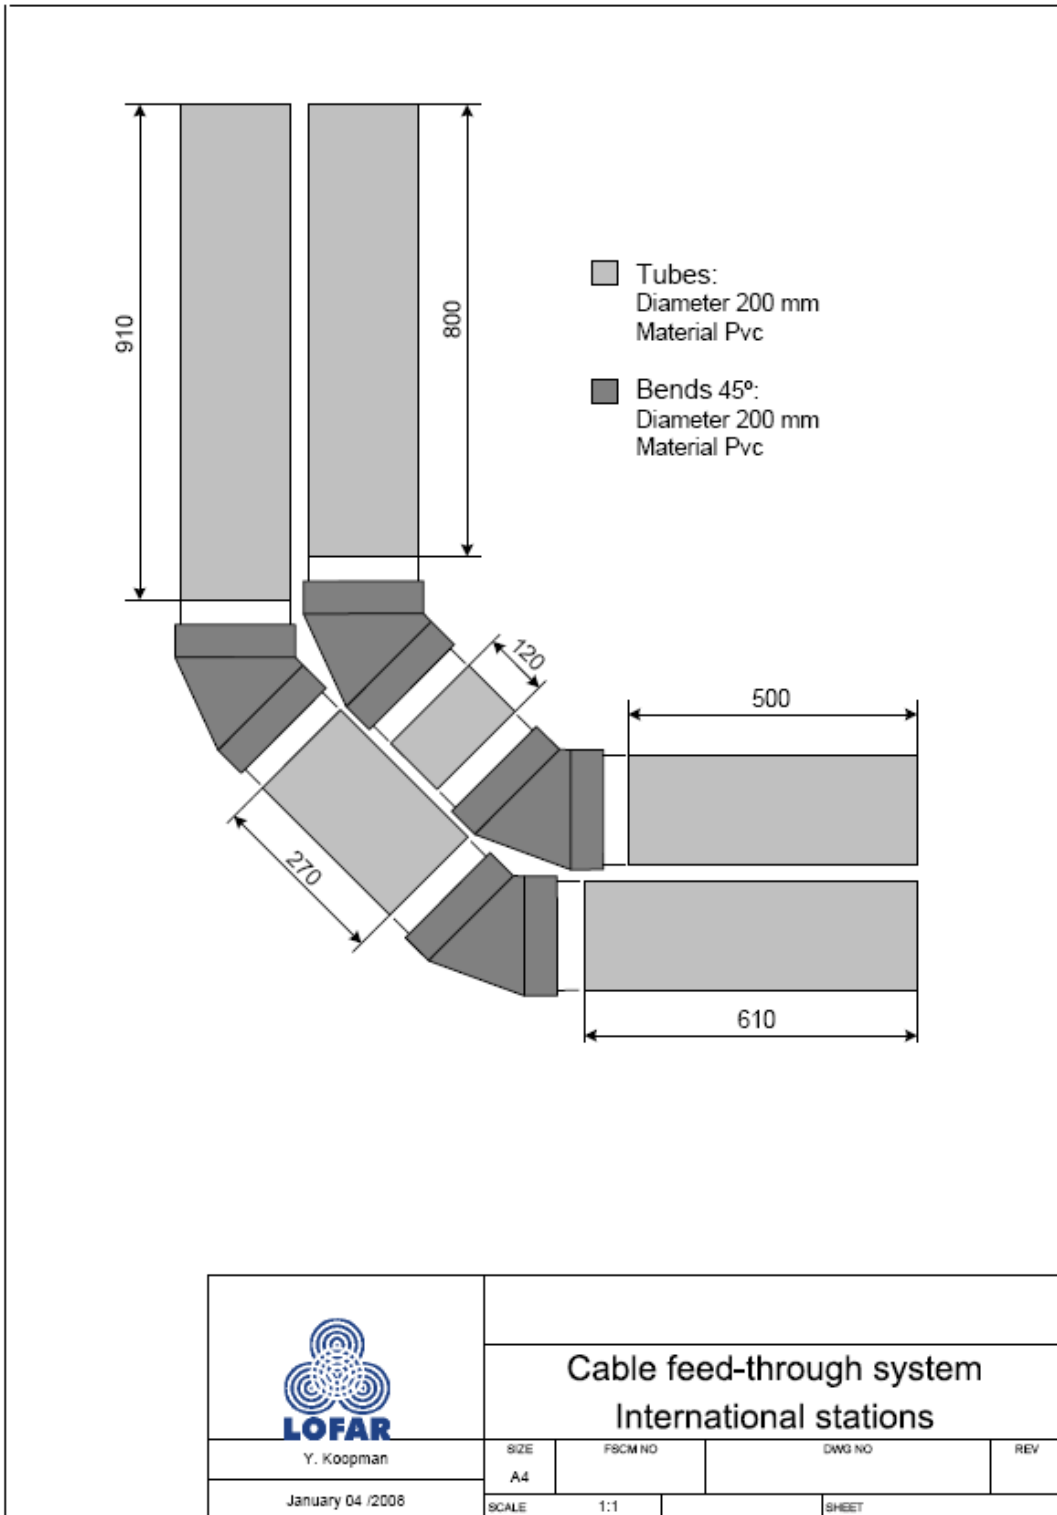 910
800
Tubes:
Diameter 200 mm
Material Pvc
Bends 45º:
Diameter 200 mm
Material Pvc
120
500
270
610
LOFAR
Cable feed-through system
International stations
Y. Koopman
SIZE
FSCM NO
DWG NO
REV
A4
January 04 /2008
SCALE
1:1
SHEET